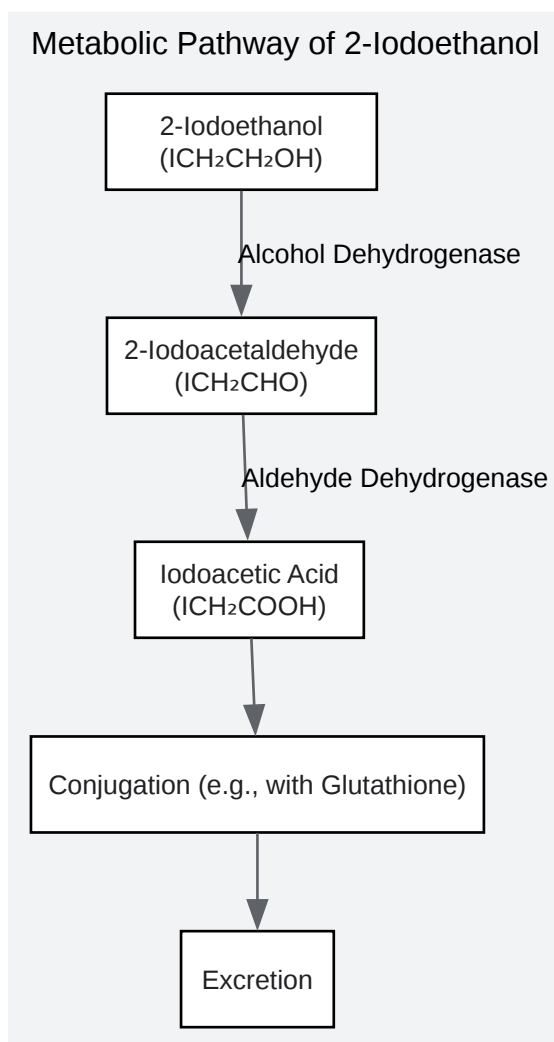 Metabolic Pathway of 2-Iodoethanol
2-Iodoethanol
(ICH₂CH₂OH)
Alcohol Dehydrogenase
2-Iodoacetaldehyde
(ICH₂CHO)
Aldehyde Dehydrogenase
Iodoacetic Acid
(ICH₂COOH)
Conjugation (e.g., with Glutathione)
Excretion